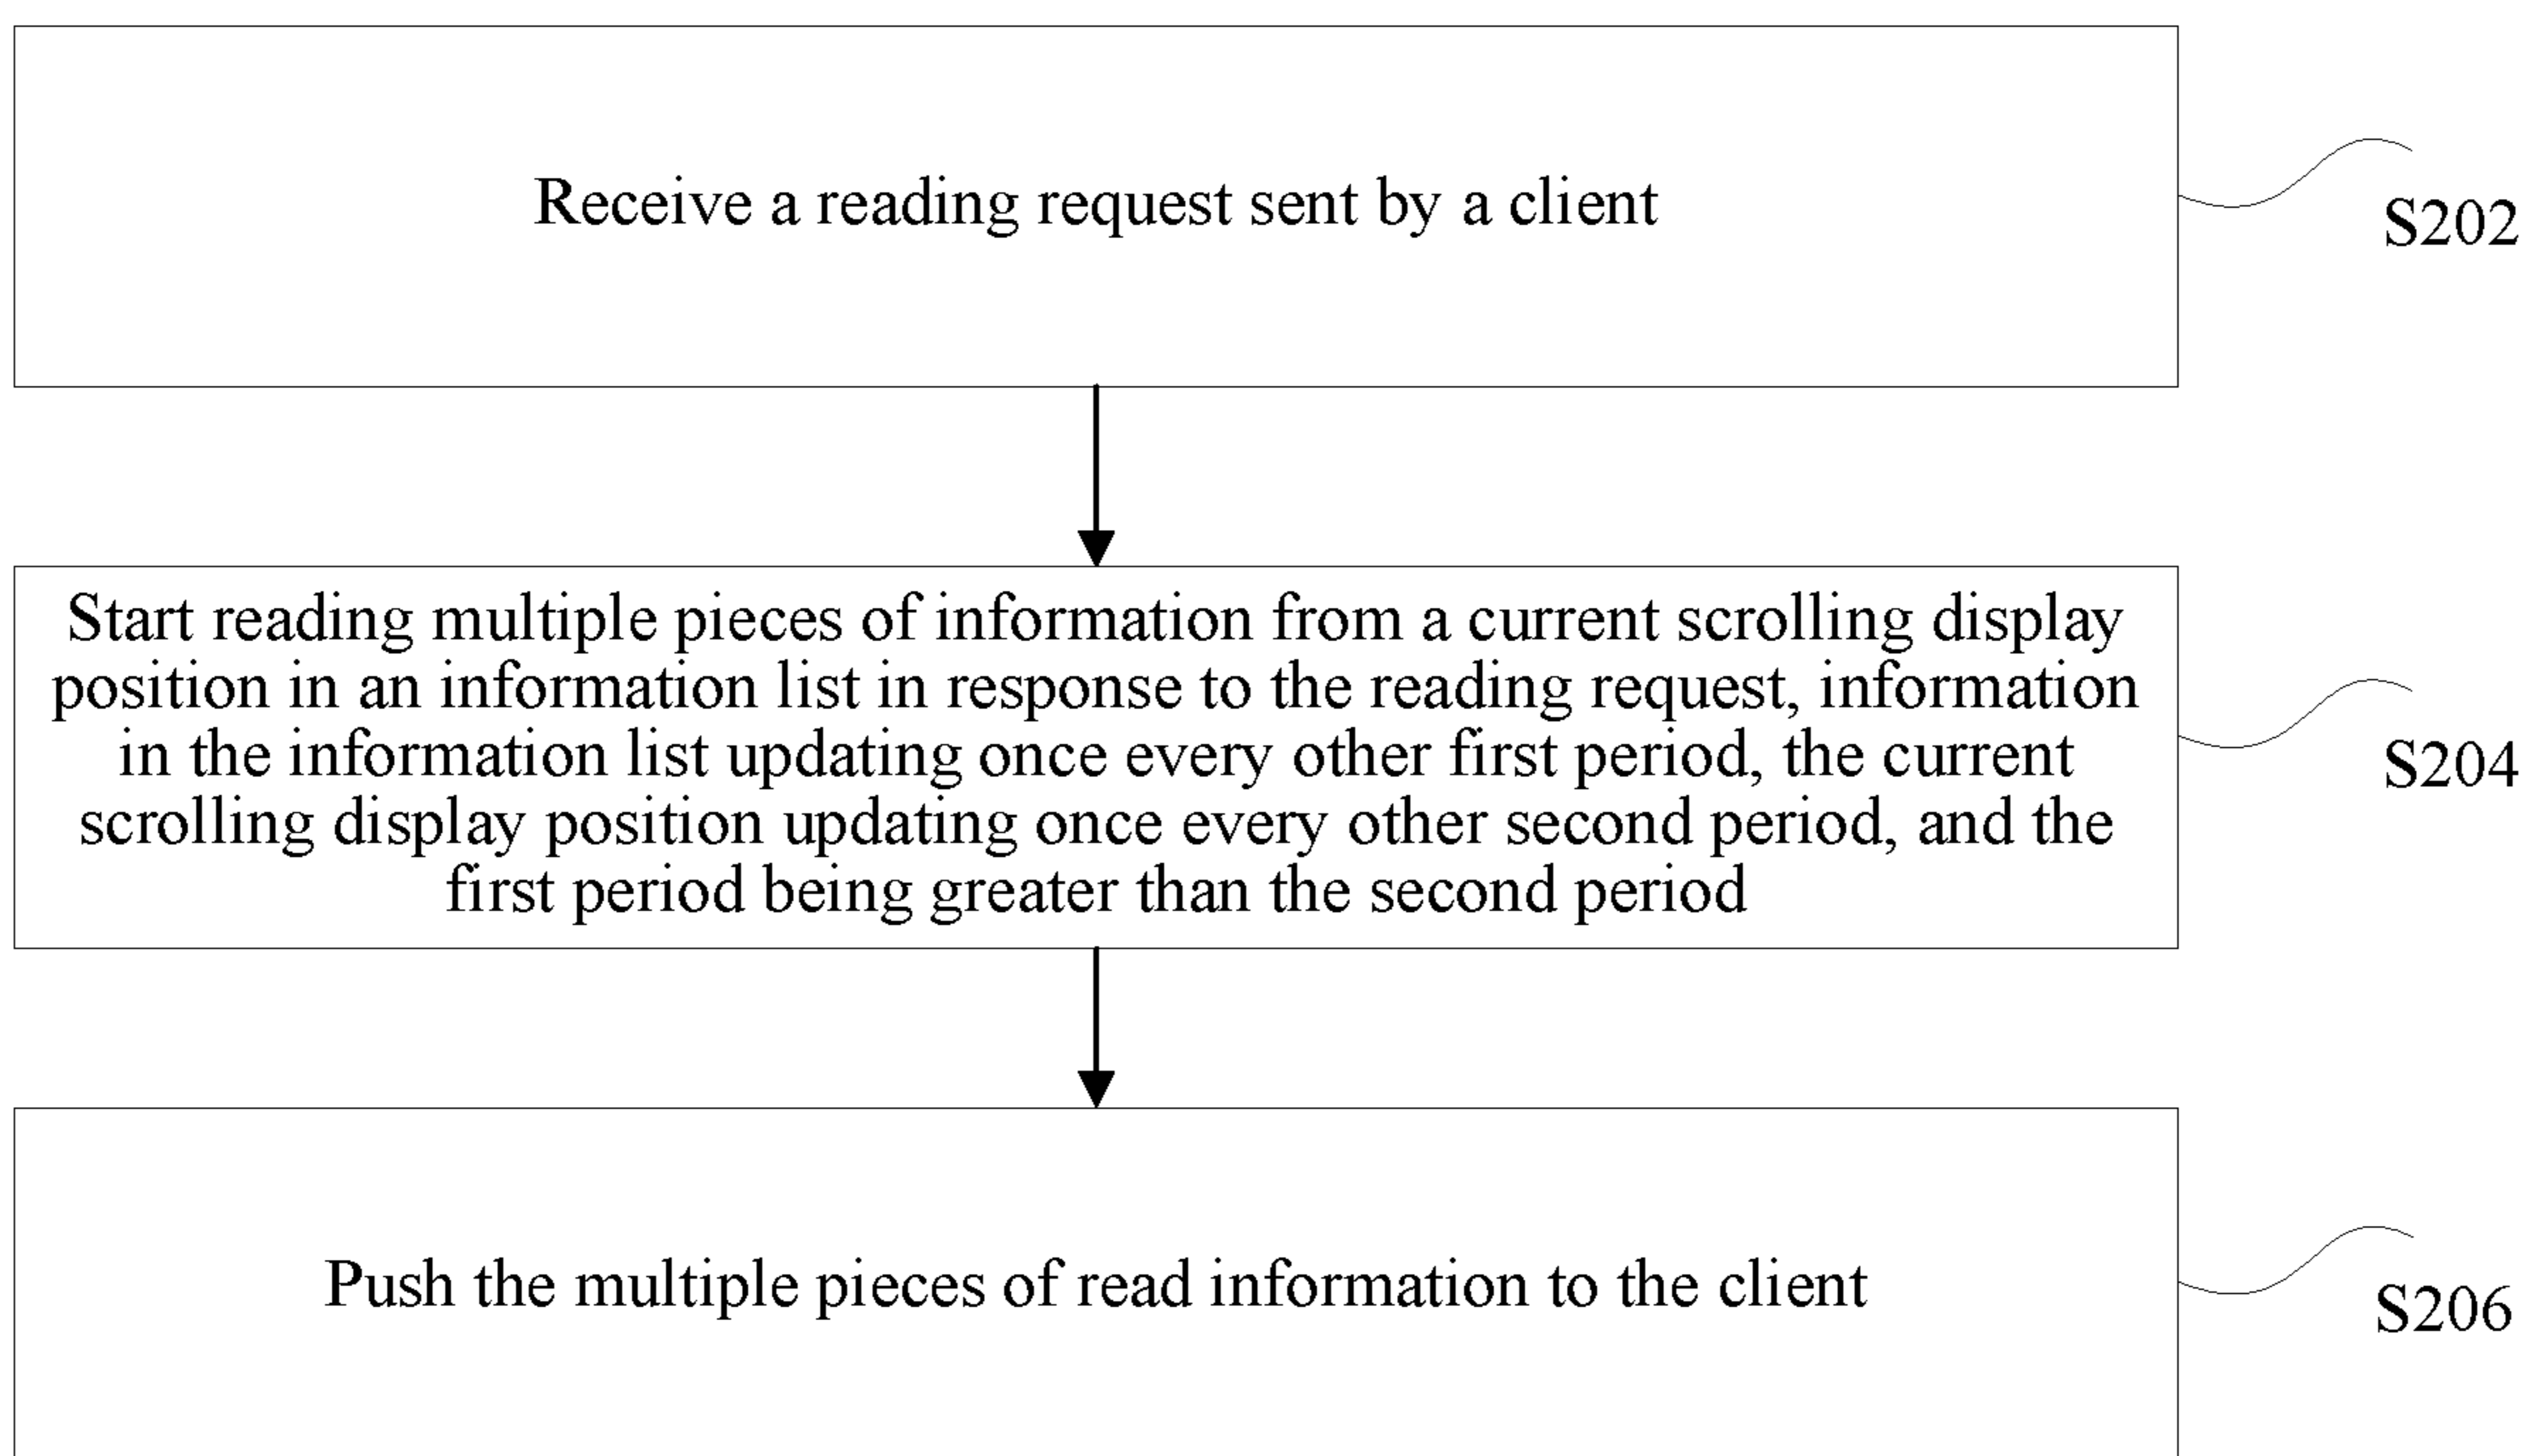 Receive a reading request sent by a client
S202
Start reading multiple pieces of information from a current scrolling display
position in an information list in response to the reading request, information
in the information list updating once every other first period, the current
scrolling display position updating once every other second period, and the
first period being greater than the second period
S204
Push the multiple pieces of read information to the client
S206